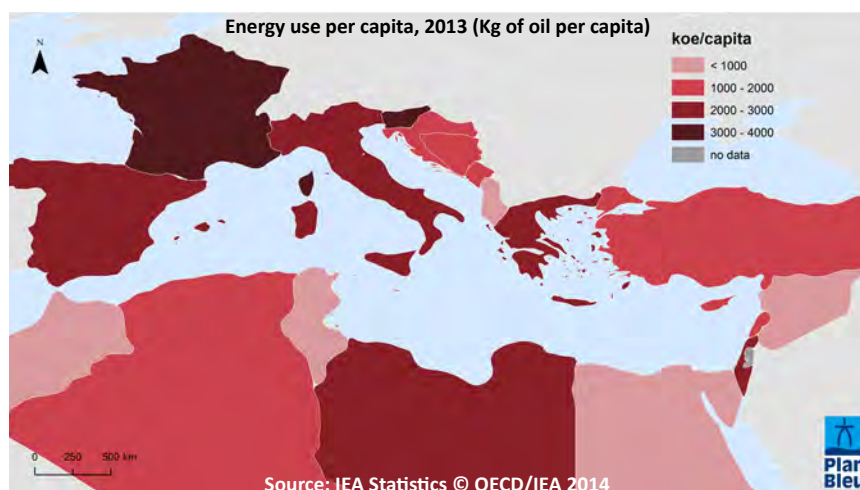 Energy use per capita, 2013 (Kg of oil per capita)
N
koe/capita
< 1000
1000 - 2000
2000 - 3000
3000 - 4000
no data
0 250 500 km
Plan
Bleu
Source: IEA Statistics © OECD/IEA 2014